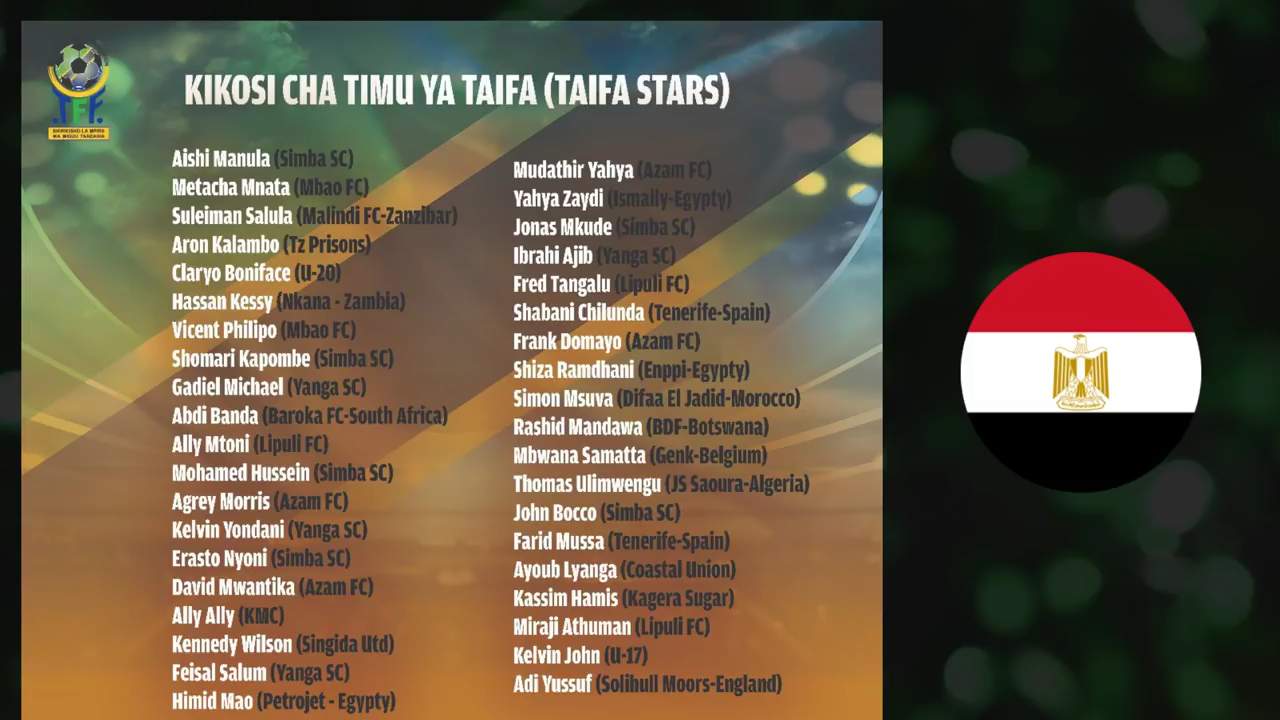 TFF
SHIRIKISHO LA MPIRA
WA MIGUU TANZANIA
KIKOSI CHA TIMU YA TAIFA (TAIFA STARS)
Aishi Manula (Simba SC)
Metacha Mnata (Mbao FC)
Suleiman Salula (Malindi FC-Zanzibar)
Aron Kalambo (Tz Prisons)
Claryo Boniface (U-20)
Hassan Kessy (Nkana - Zambia)
Vicent Philipo (Mbao FC)
Shomari Kapombe (Simba SC)
Gadiel Michael (Yanga SC)
Abdi Banda (Baroka FC-South Africa)
Ally Mtoni (Lipuli FC)
Mohamed Hussein (Simba SC)
Agrey Morris (Azam FC)
Kelvin Yondani (Yanga SC)
Erasto Nyoni (Simba SC)
David Mwantika (Azam FC)
Ally Ally (KMC)
Kennedy Wilson (Singida Utd)
Feisal Salum (Yanga SC)
Himid Mao (Petrojet - Egypty)
Mudathir Yahya (Azam FC)
Yahya Zaydi (Ismaily-Egypty)
Jonas Mkude (Simba SC)
Ibrahi Ajib (Yanga SC)
Fred Tangalu (Lipuli FC)
Shabani Chilunda (Tenerife-Spain)
Frank Domayo (Azam FC)
Shiza Ramdhani (Enppi-Egypty)
Simon Msuva (Difaa El Jadid-Morocco)
Rashid Mandawa (BDF-Botswana)
Mbwana Samatta (Genk-Belgium)
Thomas Ulimwengu (JS Saoura-Algeria)
John Bocco (Simba SC)
Farid Mussa (Tenerife-Spain)
Ayoub Lyanga (Coastal Union)
Kassim Hamis (Kagera Sugar)
Miraji Athuman (Lipuli FC)
Kelvin John (U-17)
Adi Yussuf (Solihull Moors-England)